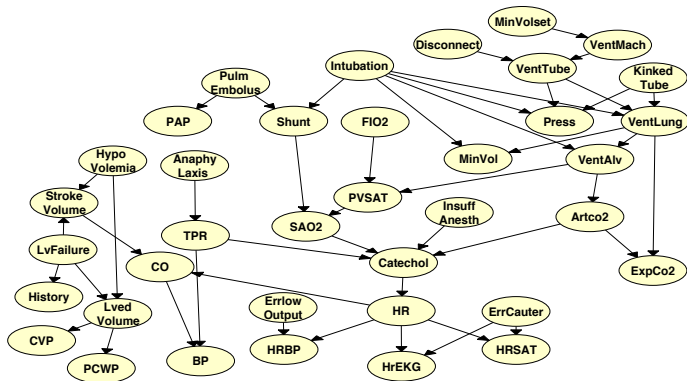 MinVolset
Disconnect
VentMach
Pulm
Embolus
Intubation
VentTube
Kinked
Tube
PAP
Shunt
FIO2
Press
VentLung
Hypo
Volemia
Anaphy
Laxis
MinVol
VentAlv
Stroke
Volume
PVSAT
Insuff
Anesth
Artco2
SAO2
TPR
LvFailure
CO
Catechol
ExpCo2
History
Lved
Volume
Errlow
Output
HR
ErrCauter
CVP
HRBP
HRSAT
PCWP
BP
HrEKG